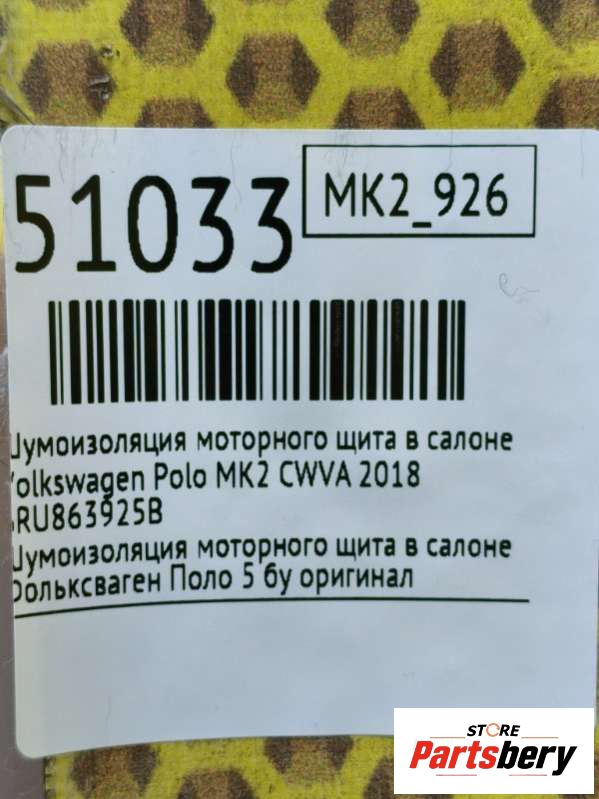 51033
MK2_926
Шумоизоляция моторного щита в салоне
Volkswagen Polo MK2 CWVA 2018
6RU863925B
Шумоизоляция моторного щита в салоне
Фольксваген Поло 5 бу оригинал
STORE
Partsbery